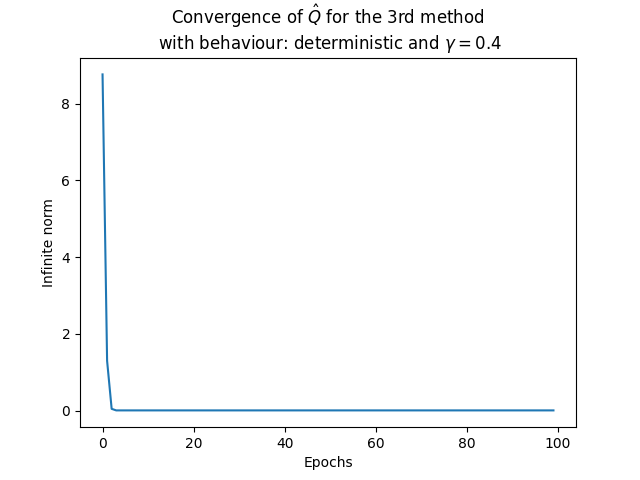 Convergence of $\hat{Q}$ for the 3rd method
with behaviour: deterministic and γ = 0.4
8
6
4
2
0
Infinite norm
0 20 40 60 80 100
Epochs